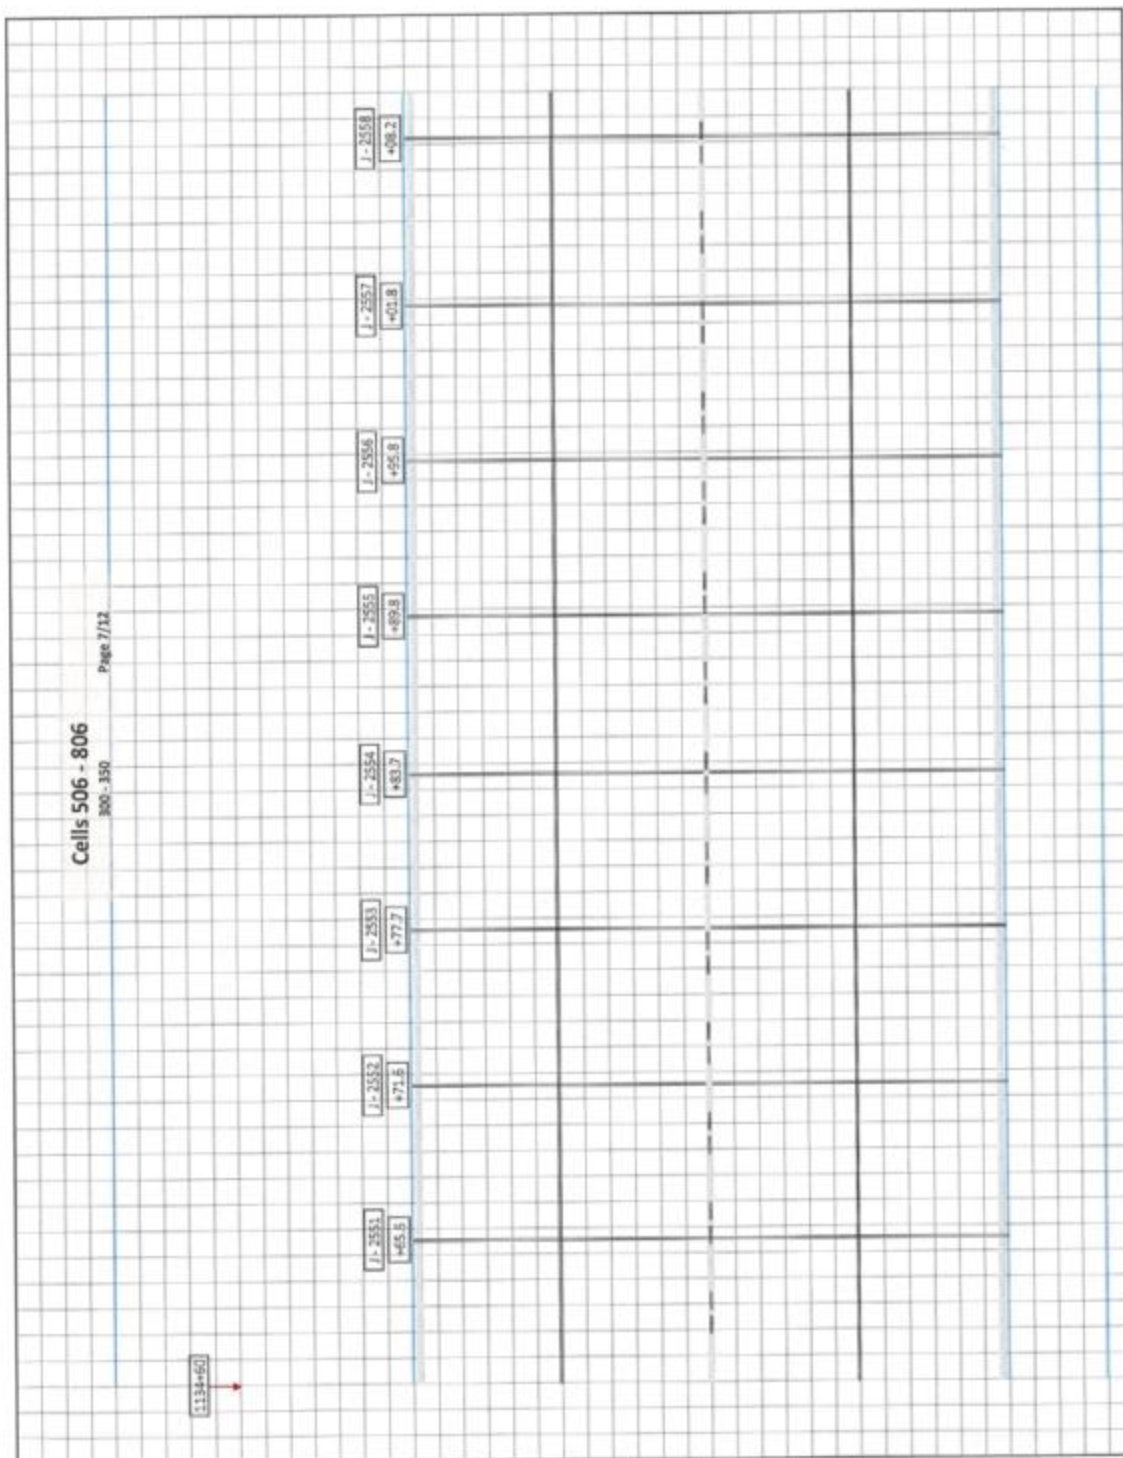 Cells 506 - 806
300 - 350 Page 7/12
1134+60
J - 2551
+65.5
J - 2552
+71.6
J - 2553
+77.7
J - 2554
+83.7
J - 2555
+89.8
J - 2556
+95.8
J - 2557
+01.8
J - 2558
+08.2